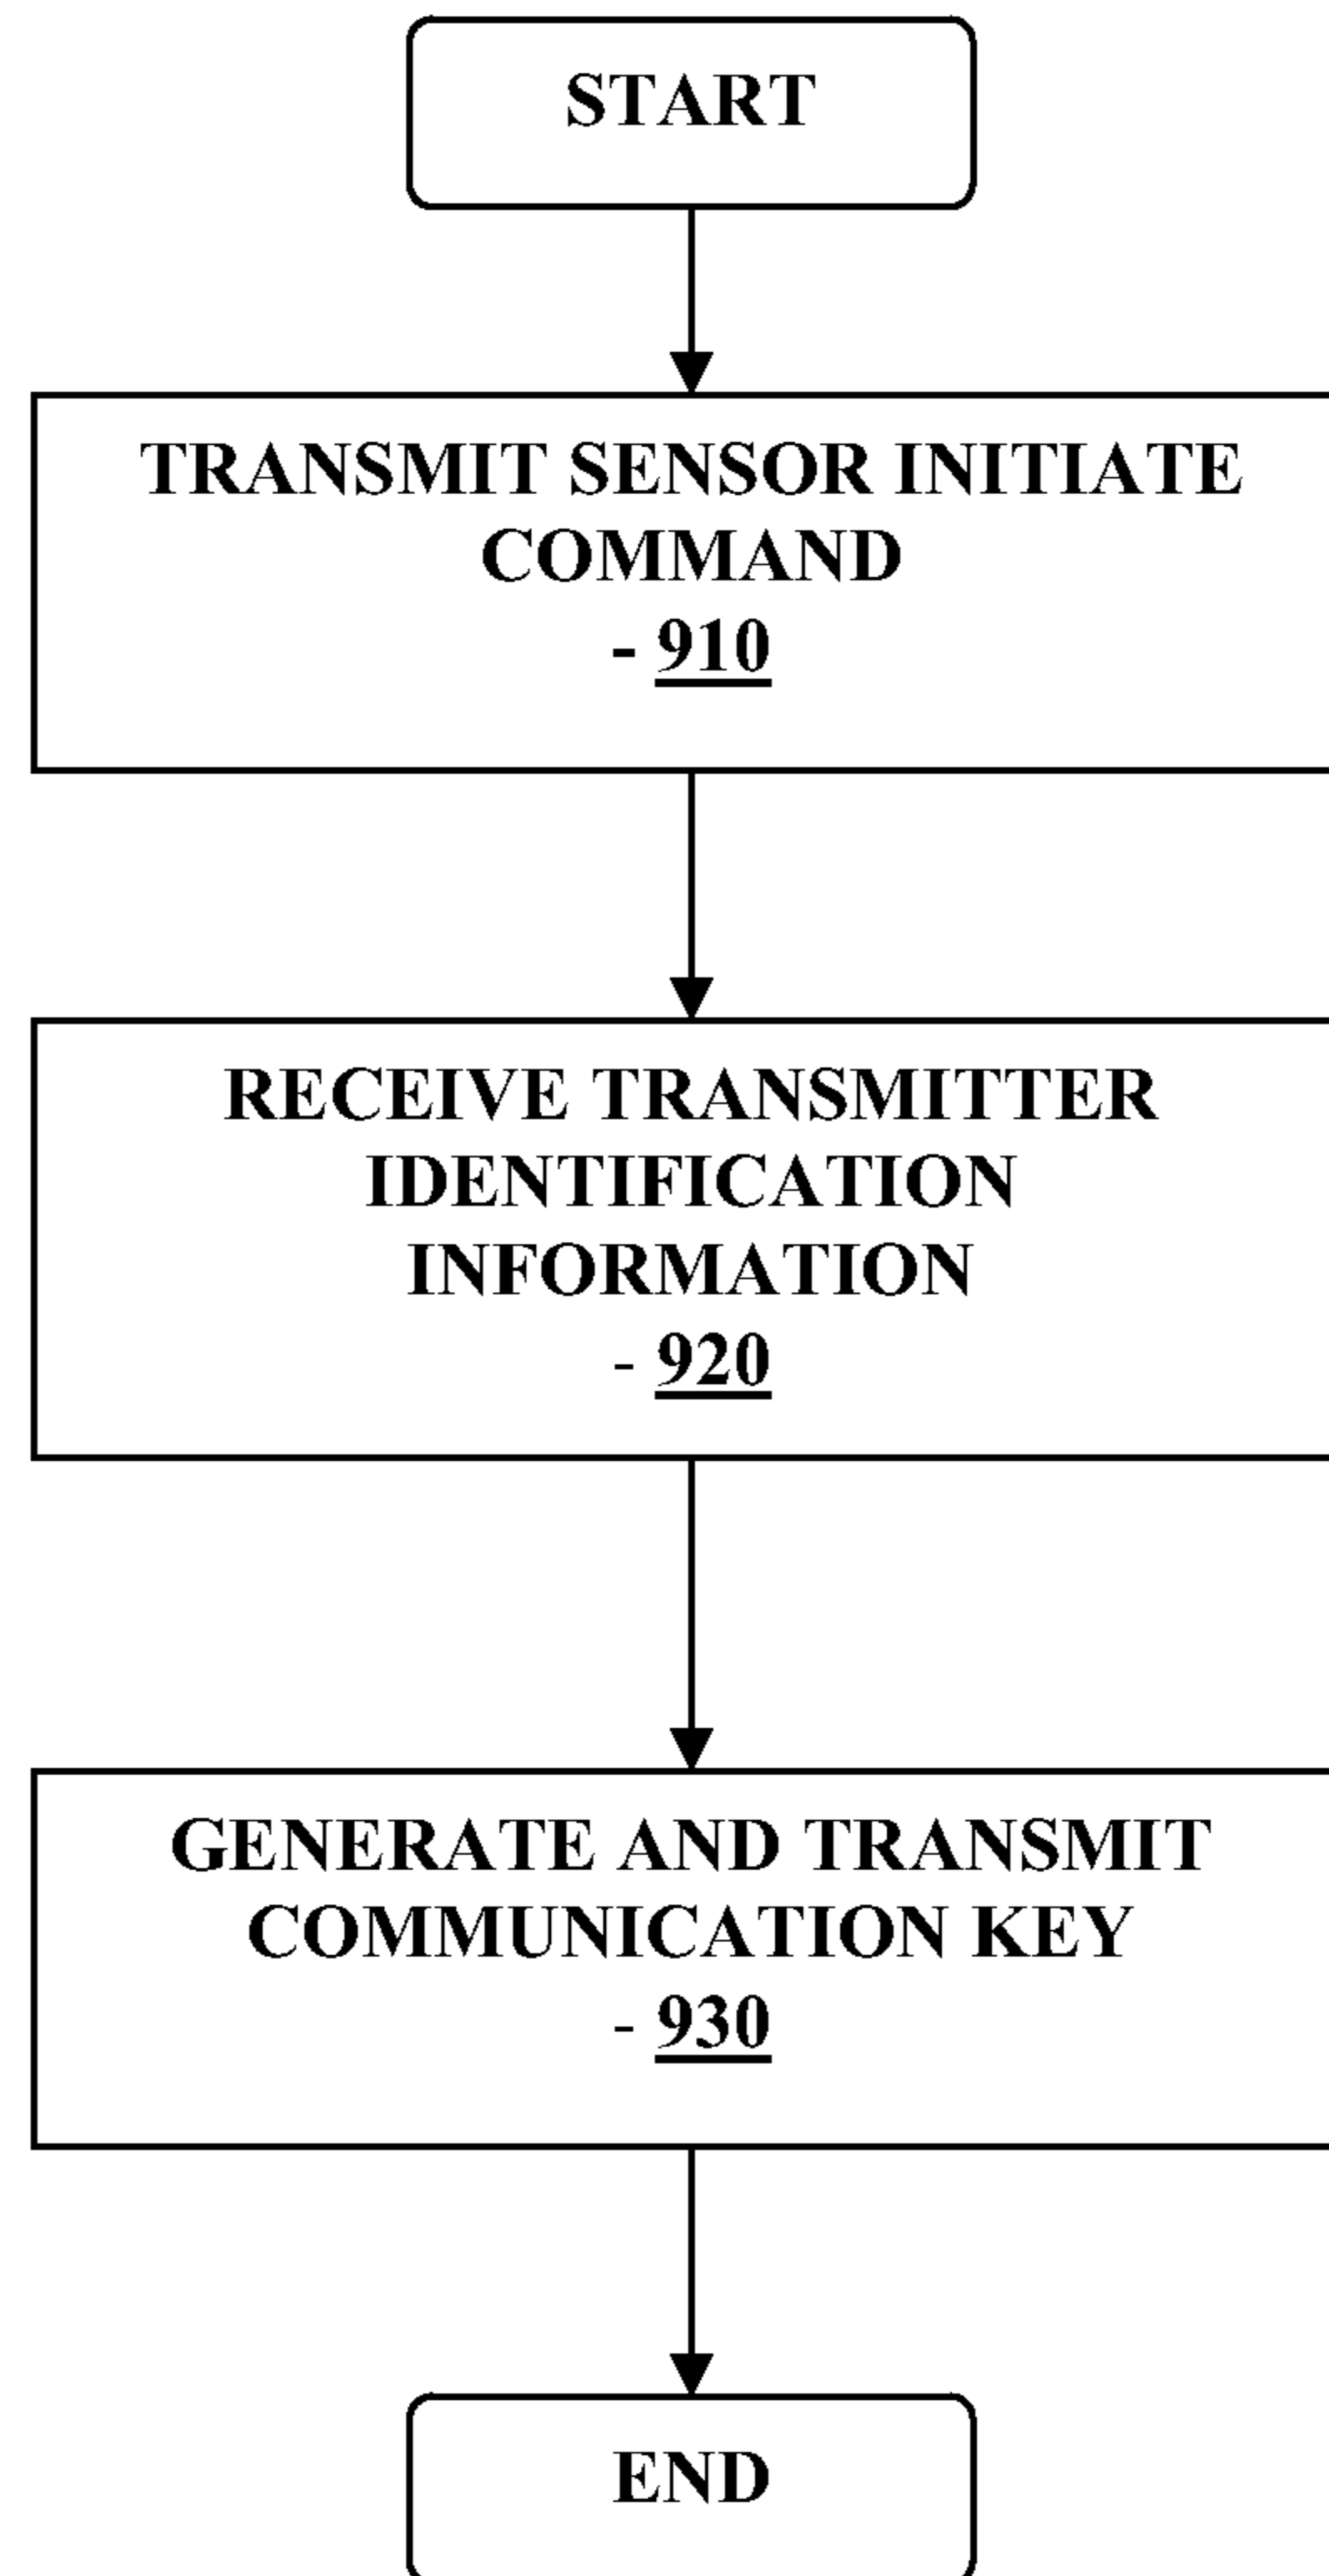 START
TRANSMIT SENSOR INITIATE
COMMAND
- 910
RECEIVE TRANSMITTER
IDENTIFICATION
INFORMATION
- 920
GENERATE AND TRANSMIT
COMMUNICATION KEY
- 930
END